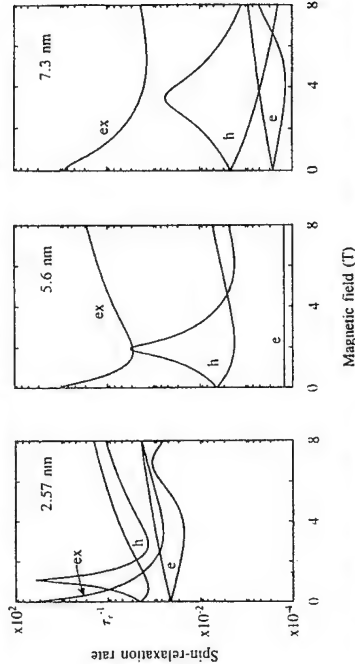 Spin-relaxation rate
x10²
τᵣ⁻¹
x10⁻²
x10⁻⁴
2.57 nm
ex
h
e
0
4
8
5.6 nm
ex
h
e
0
4
8
7.3 nm
ex
h
e
0
4
8
Magnetic field (T)